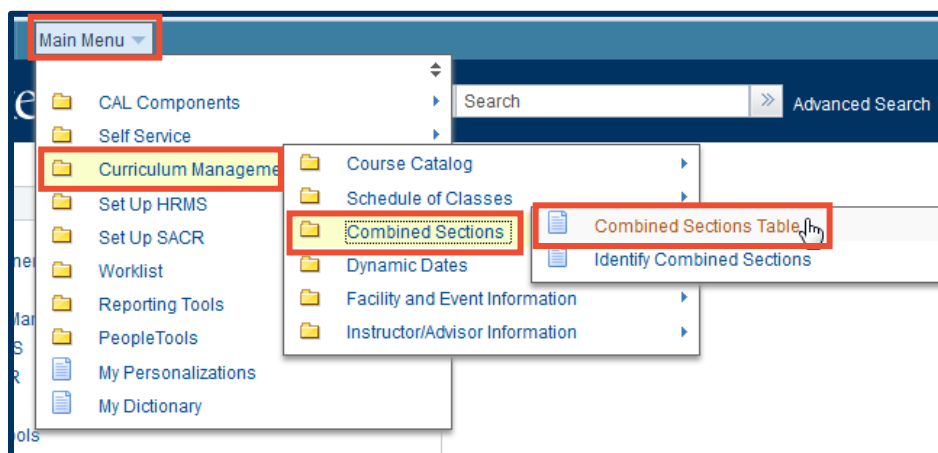 Main Menu
Search
Advanced Search
CAL Components
Self Service
Curriculum Manageme
Set Up HRMS
Set Up SACR
Worklist
Reporting Tools
PeopleTools
My Personalizations
My Dictionary
Course Catalog
Schedule of Classes
Combined Sections
Dynamic Dates
Facility and Event Information
Instructor/Advisor Information
Combined Sections Table
Identify Combined Sections
ools